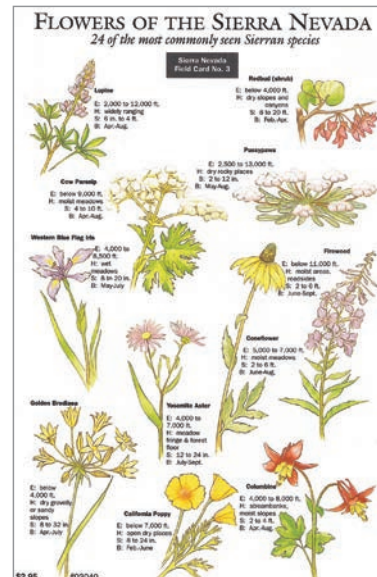 FLOWERS OF THE SIERRA NEVADA
24 of the most commonly seen Sierran species
Sierra Nevada
Field Card No. 3
Lupine
E: 2,000 to 12,000 ft.
H: widely ranging
S: 6 in. to 4 ft.
B: Apr.-Aug.
Redbud (shrub)
E: below 4,000 ft.
H: dry slopes and
canyons
S: 8 to 20 ft.
B: Feb.-Apr.
Pussypaws
E: 2,500 to 13,000 ft.
H: dry rocky places
S: 2 to 12 in.
B: May-Aug.
Cow Parsnip
E: below 9,000 ft.
H: moist meadows
S: 4 to 10 ft.
B: Apr.-Aug.
Western Blue Flag Iris
E: 4,000 to
8,500 ft.
H: wet
meadows
S: 8 to 20 in.
B: May-July
Fireweed
E: below 11,000 ft.
H: moist areas,
roadsides
S: 2 to 6 ft.
B: June-Sept.
Coneflower
E: 5,000 to 7,000 ft.
H: moist meadows
S: 2 to 6 ft.
B: June-Aug.
Golden Brodiaea
E: below
4,000 ft.
H: dry gravelly
or sandy
slopes
S: 8 to 32 in.
B: Apr.-July
Yosemite Aster
E: 4,000 to
7,000 ft.
H: meadow
fringe & forest
floor
S: 12 to 24 in.
B: July-Sept.
California Poppy
E: below 7,000 ft.
H: open dry places
S: 8 to 24 in.
B: Feb.-June
Columbine
E: 4,000 to 8,000 ft.
H: streambanks,
moist slopes
S: 2 to 4 ft.
B: Apr.-Aug.
$2.95